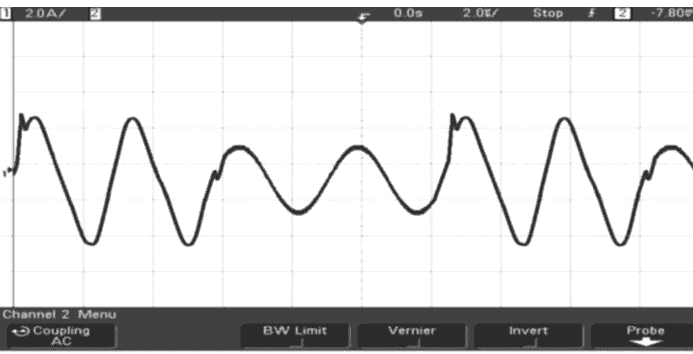 1 2.0A/ 2 0.0s 2.0%/ Stop 2 -7.80
1
Channel 2 Menu
Coupling BW Limit Vernier Invert Probe
AC